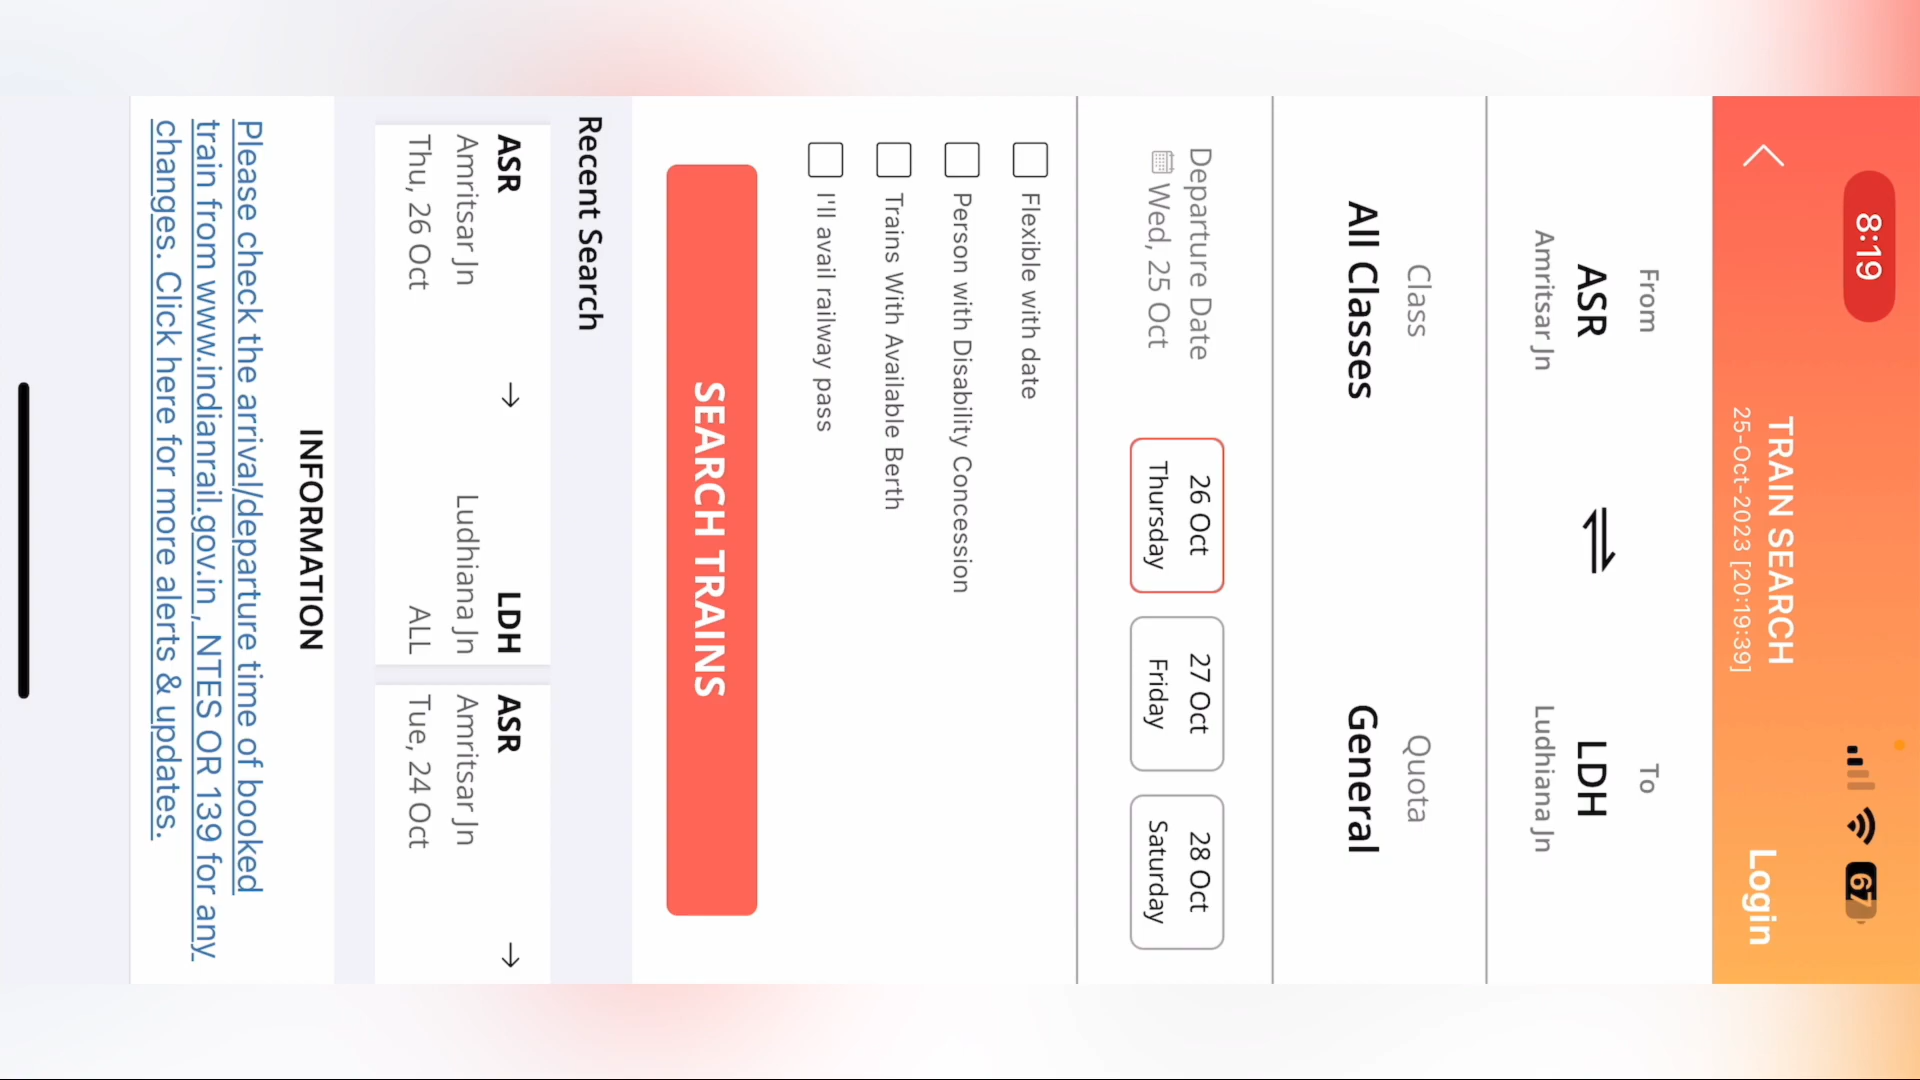 8:19
67
TRAIN SEARCH
25-Oct-2023 [20:19:39]
Login
From
To
ASR
LDH
Amritsar Jn
Ludhiana Jn
Class
Quota
All Classes
General
Departure Date
Wed, 25 Oct
26 Oct
Thursday
27 Oct
Friday
28 Oct
Saturday
Flexible with date
Person with Disability Concession
Trains With Available Berth
I'll avail railway pass
SEARCH TRAINS
Recent Search
ASR → LDH
Amritsar Jn Ludhiana Jn
Thu, 26 Oct ALL
ASR →
Amritsar Jn
Tue, 24 Oct
INFORMATION
Please check the arrival/departure time of booked
train from www.indianrail.gov.in , NTES OR 139 for any
changes. Click here for more alerts & updates.